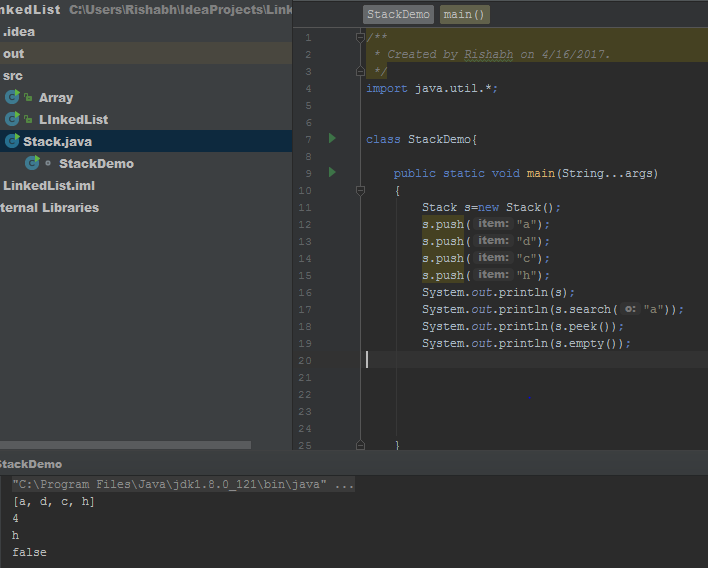 nkedList C:\Users\Rishabh\IdeaProjects\Link
.idea
out
src
Array
LInkedList
Stack.java
StackDemo
LinkedList.iml
ternal Libraries
StackDemo main()
1 /**
2 * Created by Rishabh on 4/16/2017.
3 */
4 import java.util.*;
5
6
7 class StackDemo{
8
9 public static void main(String...args)
10 {
11 Stack s=new Stack();
12 s.push( item: "a");
13 s.push( item: "d");
14 s.push( item: "c");
15 s.push( item: "h");
16 System.out.println(s);
17 System.out.println(s.search( o: "a"));
18 System.out.println(s.peek());
19 System.out.println(s.empty());
20
21
22
23
24
25 }
StackDemo
"C:\Program Files\Java\jdk1.8.0_121\bin\java" ...
[a, d, c, h]
4
h
false